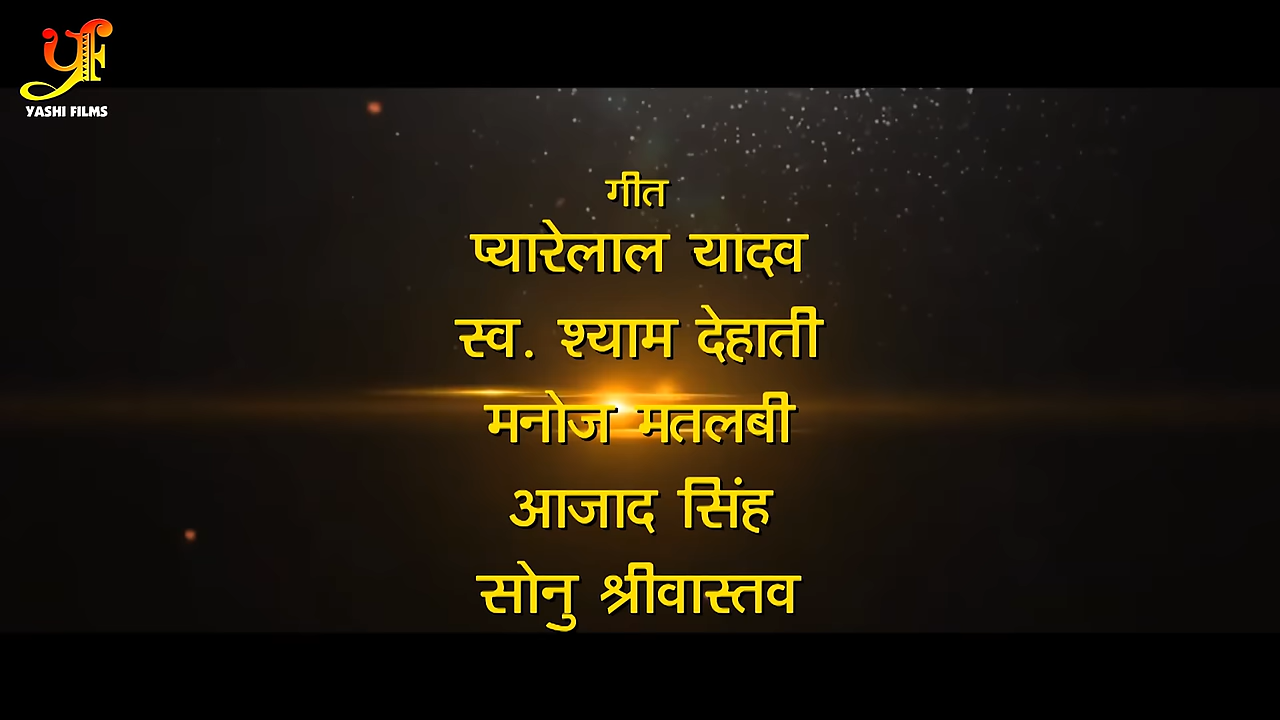 YASHI FILMS
गीत
प्यारेलाल यादव
स्व. श्याम देहाती
मनोज मतलबी
आजाद सिंह
सोनु श्रीवास्तव